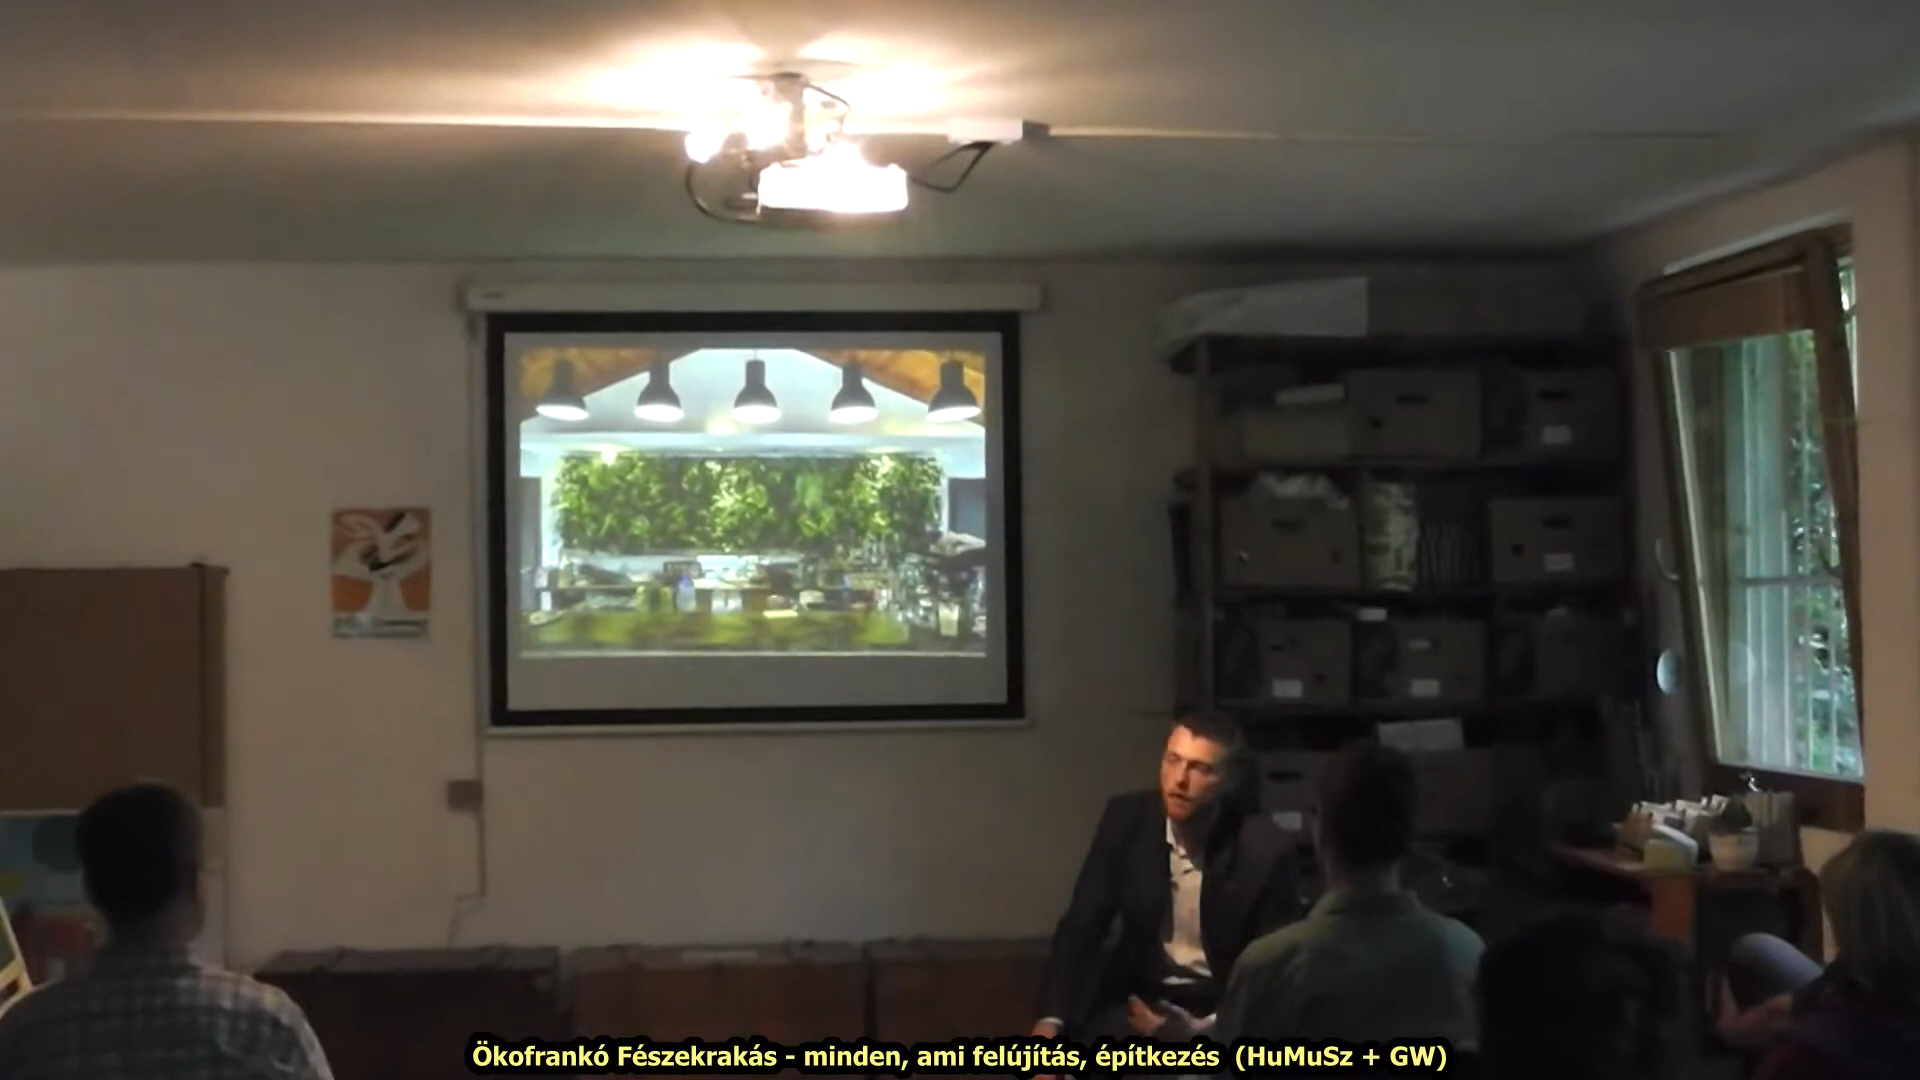 Ökofrankó Fészekrakás - minden, ami felújítás, építkezés (HuMuSz + GW)